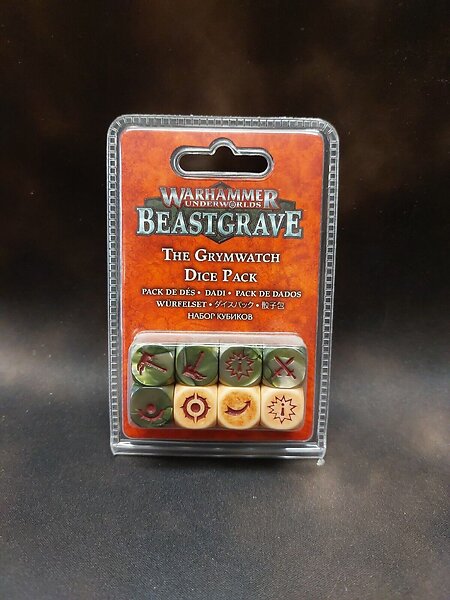 WARHAMMER
UNDERWORLDS
BEASTGRAVE
THE GRYMWATCH
DICE PACK
PACK DE DÉS • DADI • PACK DE DADOS
WÜRFELSET • ダイスパック • 骰子包
НАБОР КУБИКОВ